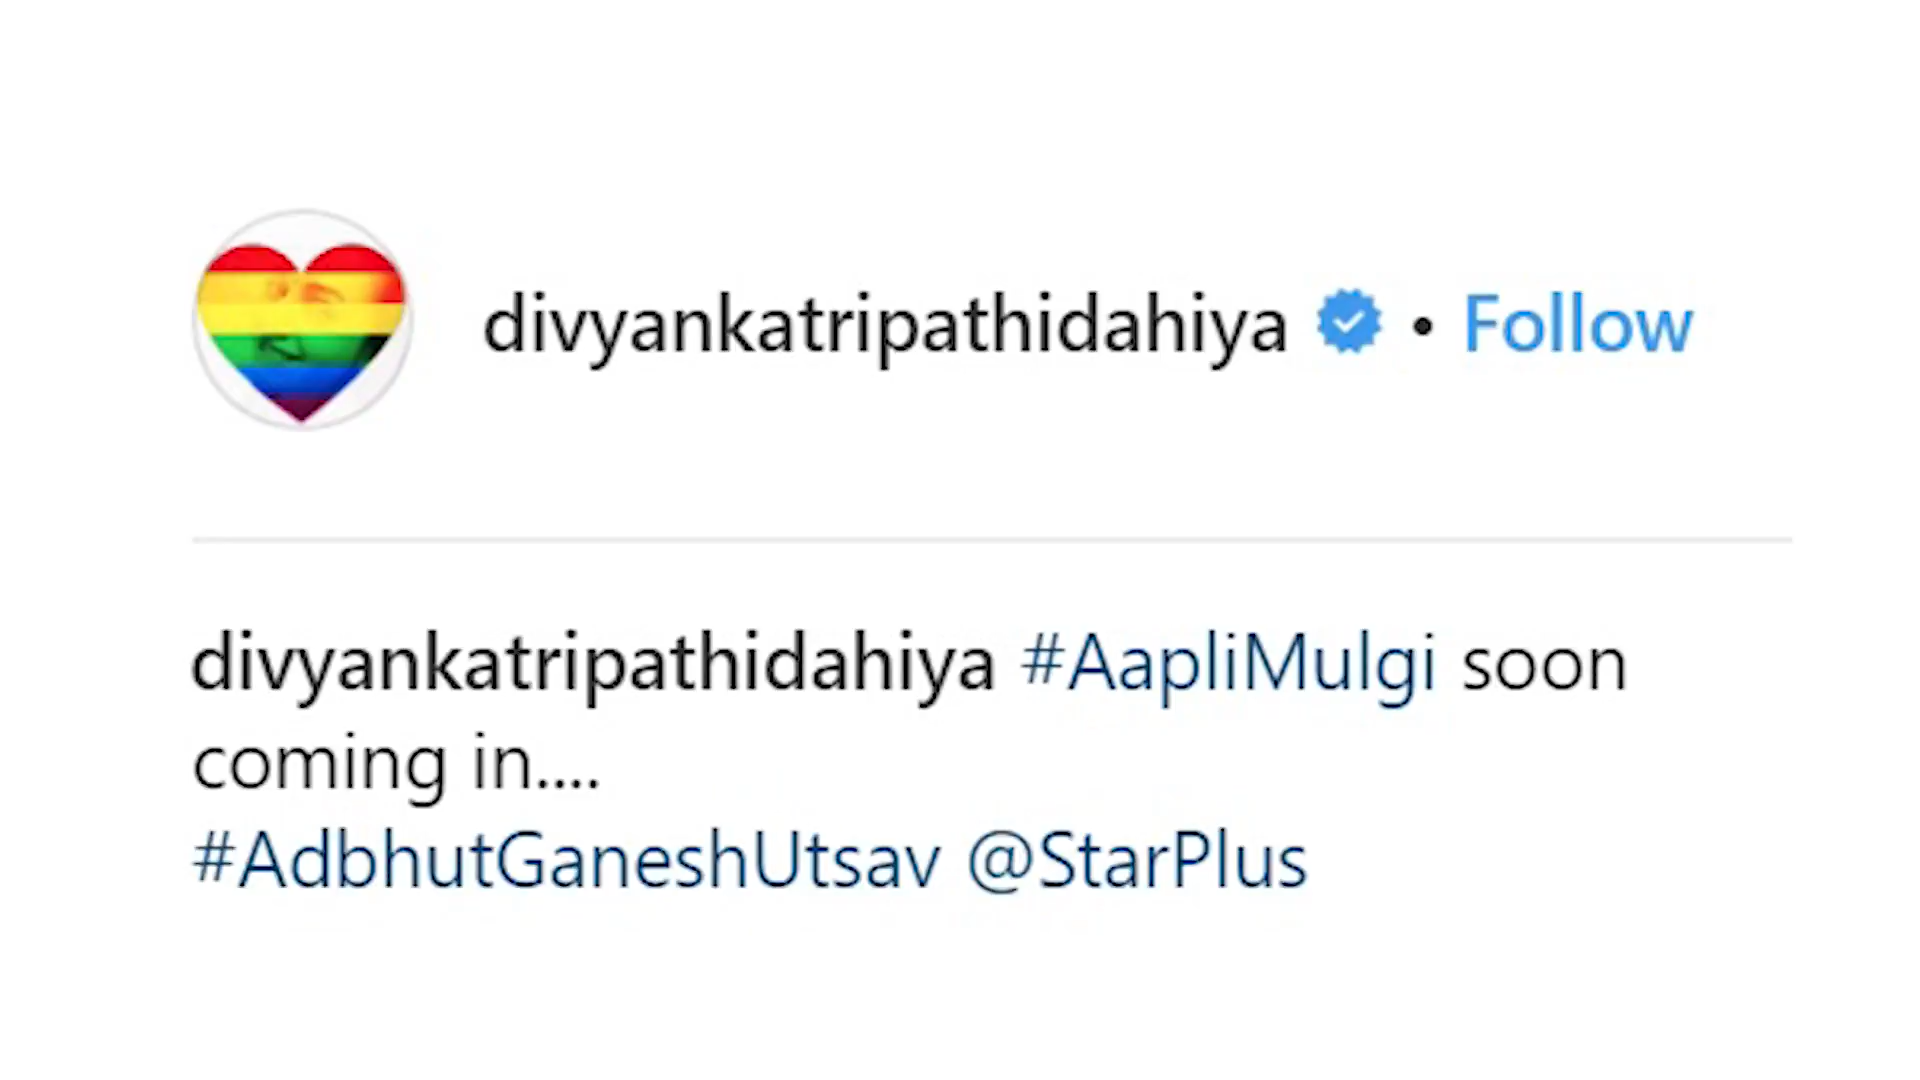 divyankatripathidahiya • Follow
divyankatripathidahiya #AapliMulgi soon
coming in....
#AdbhutGaneshUtsav @StarPlus